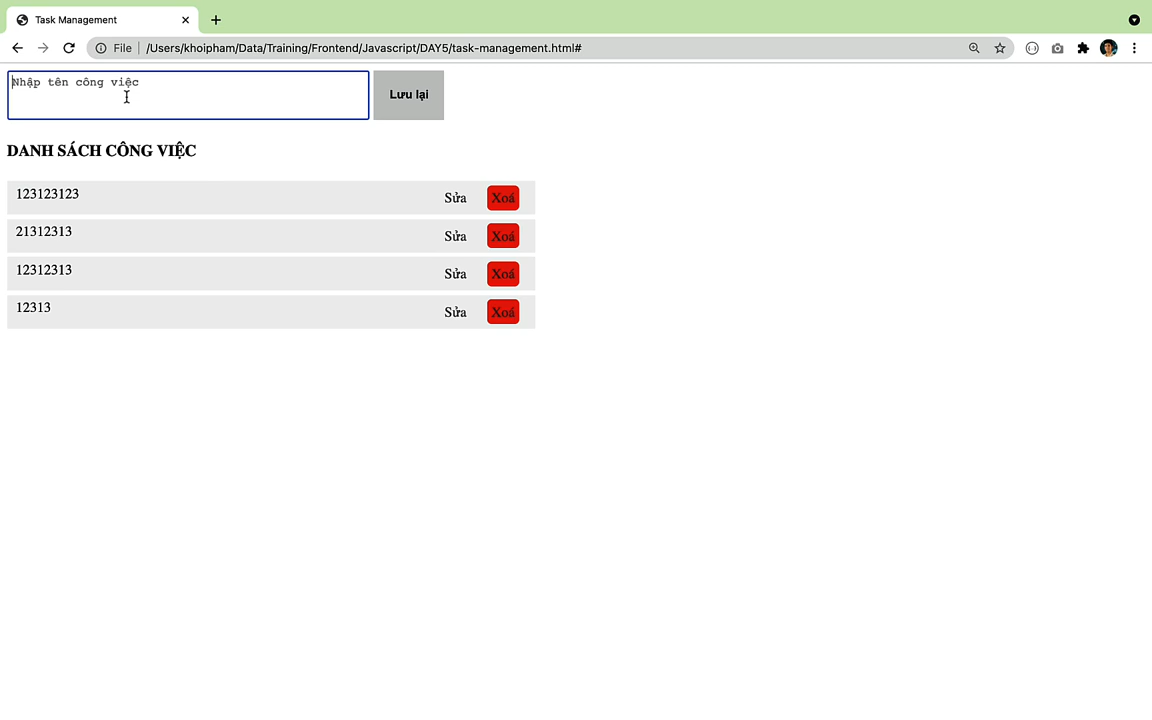 Task Management
File /Users/khoipham/Data/Training/Frontend/Javascript/DAY5/task-management.html#
Nhập tên công việc
Lưu lại
DANH SÁCH CÔNG VIỆC
123123123 Sửa Xoá
21312313 Sửa Xoá
12312313 Sửa Xoá
12313 Sửa Xoá